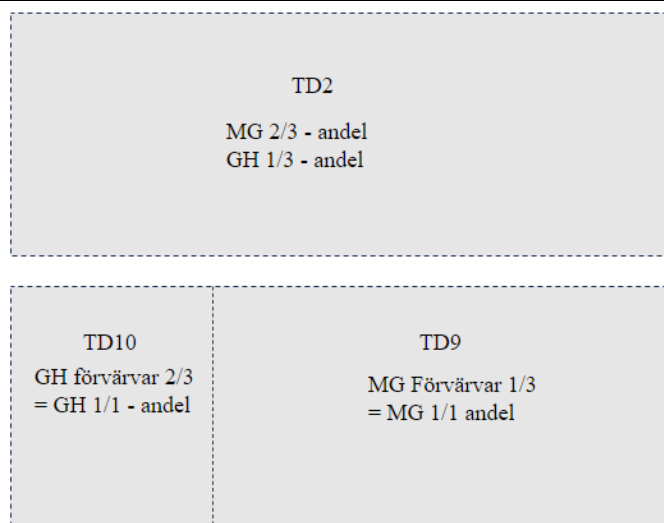 TD2
MG 2/3 - andel
GH 1/3 - andel
TD10
GH förvärvar 2/3
= GH 1/1 - andel
TD9
MG Förvärvar 1/3
= MG 1/1 andel